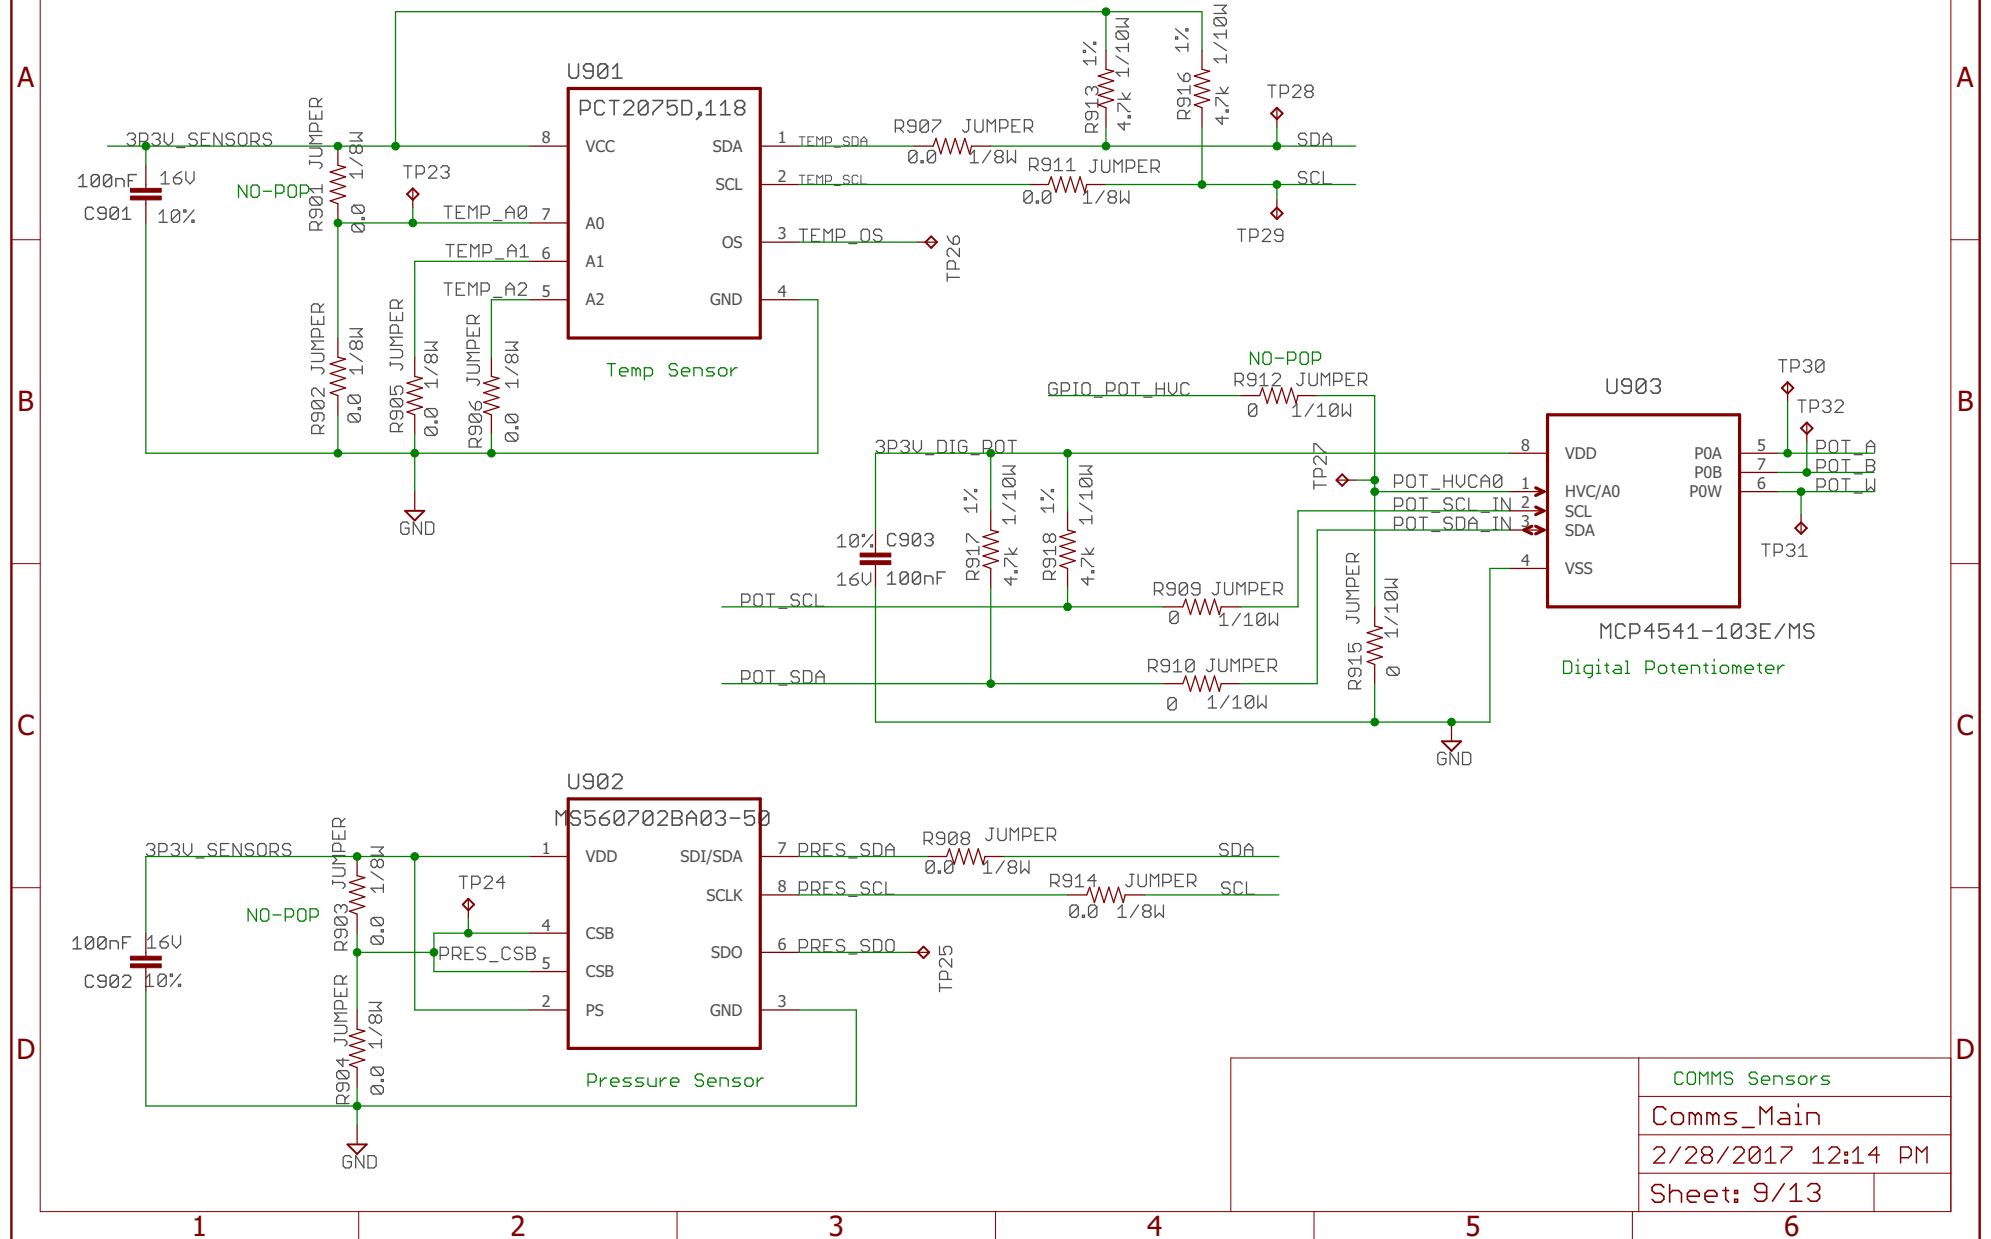 A
A
B
B
C
C
D
D
1
2
3
4
5
6
U901
PCT2075D,118
8
VCC
7
A0
6
A1
5
A2
SDA
1
SCL
2
OS
3
GND
4
Temp Sensor
3P3V_SENSORS
100nF
16V
C901
10%
NO-POP
R901
JUMPER
0.0
1/8W
TP23
TEMP_A0
TEMP_A1
TEMP_A2
R902
JUMPER
0.0
1/8W
R905
JUMPER
0.0
1/8W
R906
JUMPER
0.0
1/8W
GND
TEMP_SDA
TEMP_SCL
TEMP_OS
TP26
R907
JUMPER
0.0
1/8W
R911
JUMPER
0.0
1/8W
R913
1%
4.7k
1/10W
R916
1%
4.7k
1/10W
TP28
SDA
SCL
TP29
NO-POP
GPIO_POT_HVC
R912
JUMPER
0
1/10W
3P3V_DIG_POT
TP27
10%
C903
16V
100nF
R917
1%
4.7k
1/10W
R918
1%
4.7k
1/10W
POT_SCL
POT_SDA
R909
JUMPER
0
1/10W
R910
JUMPER
0
1/10W
R915
JUMPER
0
1/10W
GND
POT_HVCA0
POT_SCL_IN
POT_SDA_IN
U903
8
VDD
1
HVC/A0
2
SCL
3
SDA
4
VSS
P0A
5
P0B
7
P0W
6
TP30
TP32
POT_A
POT_B
POT_W
TP31
MCP4541-103E/MS
Digital Potentiometer
U902
MS560702BA03-50
1
VDD
4
CSB
5
CSB
2
PS
SDI/SDA
7
SCLK
8
SDO
6
GND
3
Pressure Sensor
3P3V_SENSORS
100nF
16V
C902
10%
NO-POP
R903
JUMPER
0.0
1/8W
R904
JUMPER
0.0
1/8W
TP24
PRES_CSB
GND
PRES_SDA
PRES_SCL
PRES_SDO
TP25
R908
JUMPER
0.0
1/8W
R914
JUMPER
0.0
1/8W
SDA
SCL
COMMS Sensors
Comms_Main
2/28/2017 12:14 PM
Sheet: 9/13